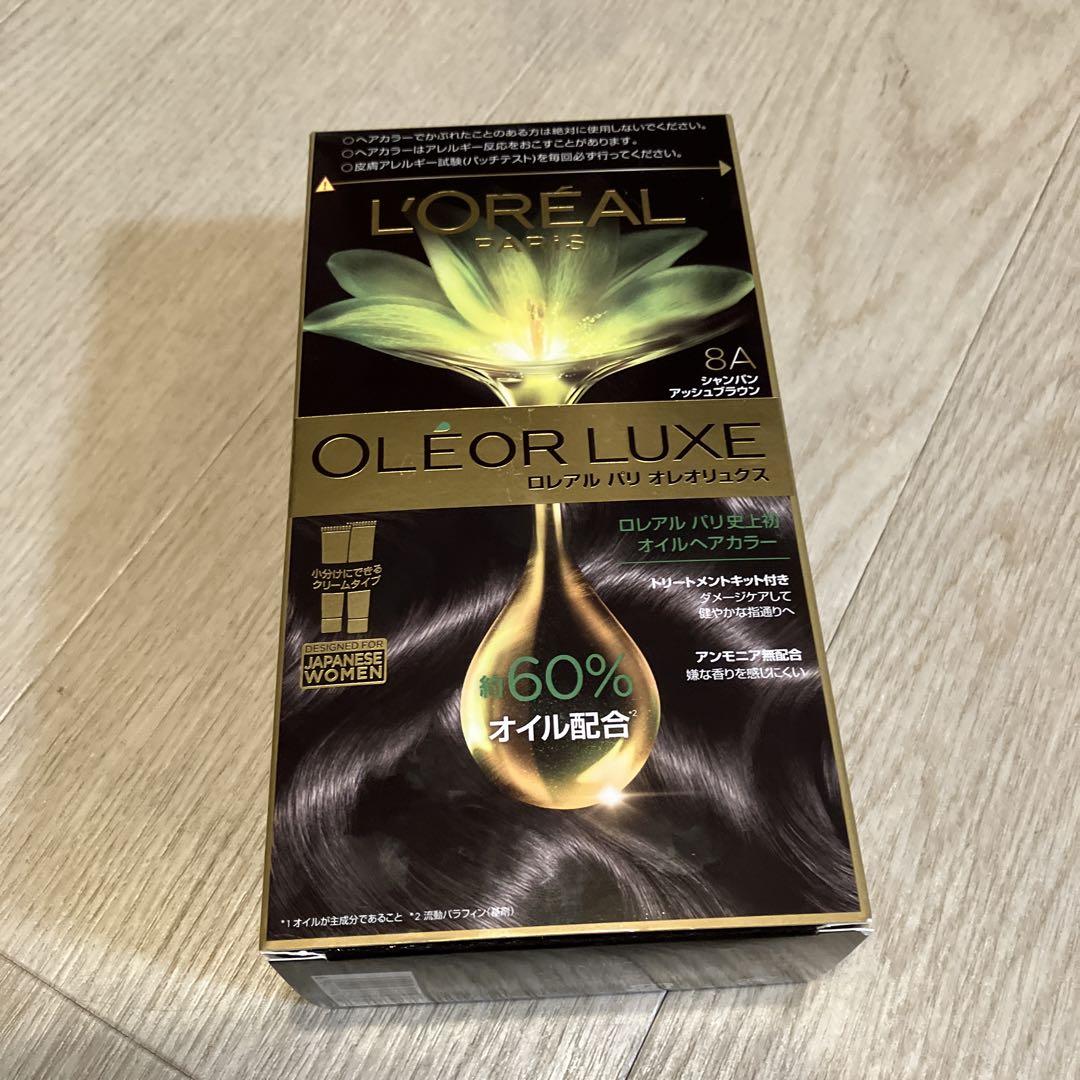 ○ヘアカラーでかぶれたことのある方は絶対に使用しないでください。
○ヘアカラーはアレルギー反応をおこすことがあります。
○皮膚アレルギー試験(パッチテスト)を毎回必ず行ってください。
L'ORÉAL
PARIS
8A
シャンパン
アッシュブラウン
OLÉOR LUXE
ロレアル パリ オレオリュクス
ロレアル パリ史上初
オイルヘアカラー
小分けにできる
クリームタイプ
トリートメントキット付き
ダメージケアして
健やかな指通りへ
DESIGNED FOR
JAPANESE
WOMEN
アンモニア無配合
嫌な香りを感じにくい
約60%
オイル配合*2
*1 オイルが主成分であること *2 流動パラフィン(基剤)